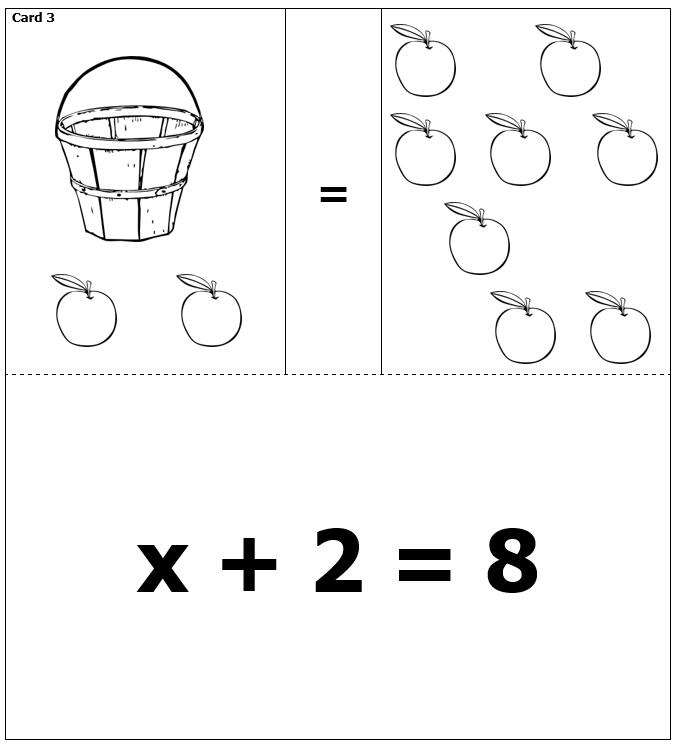 Card 3
=
x + 2 = 8